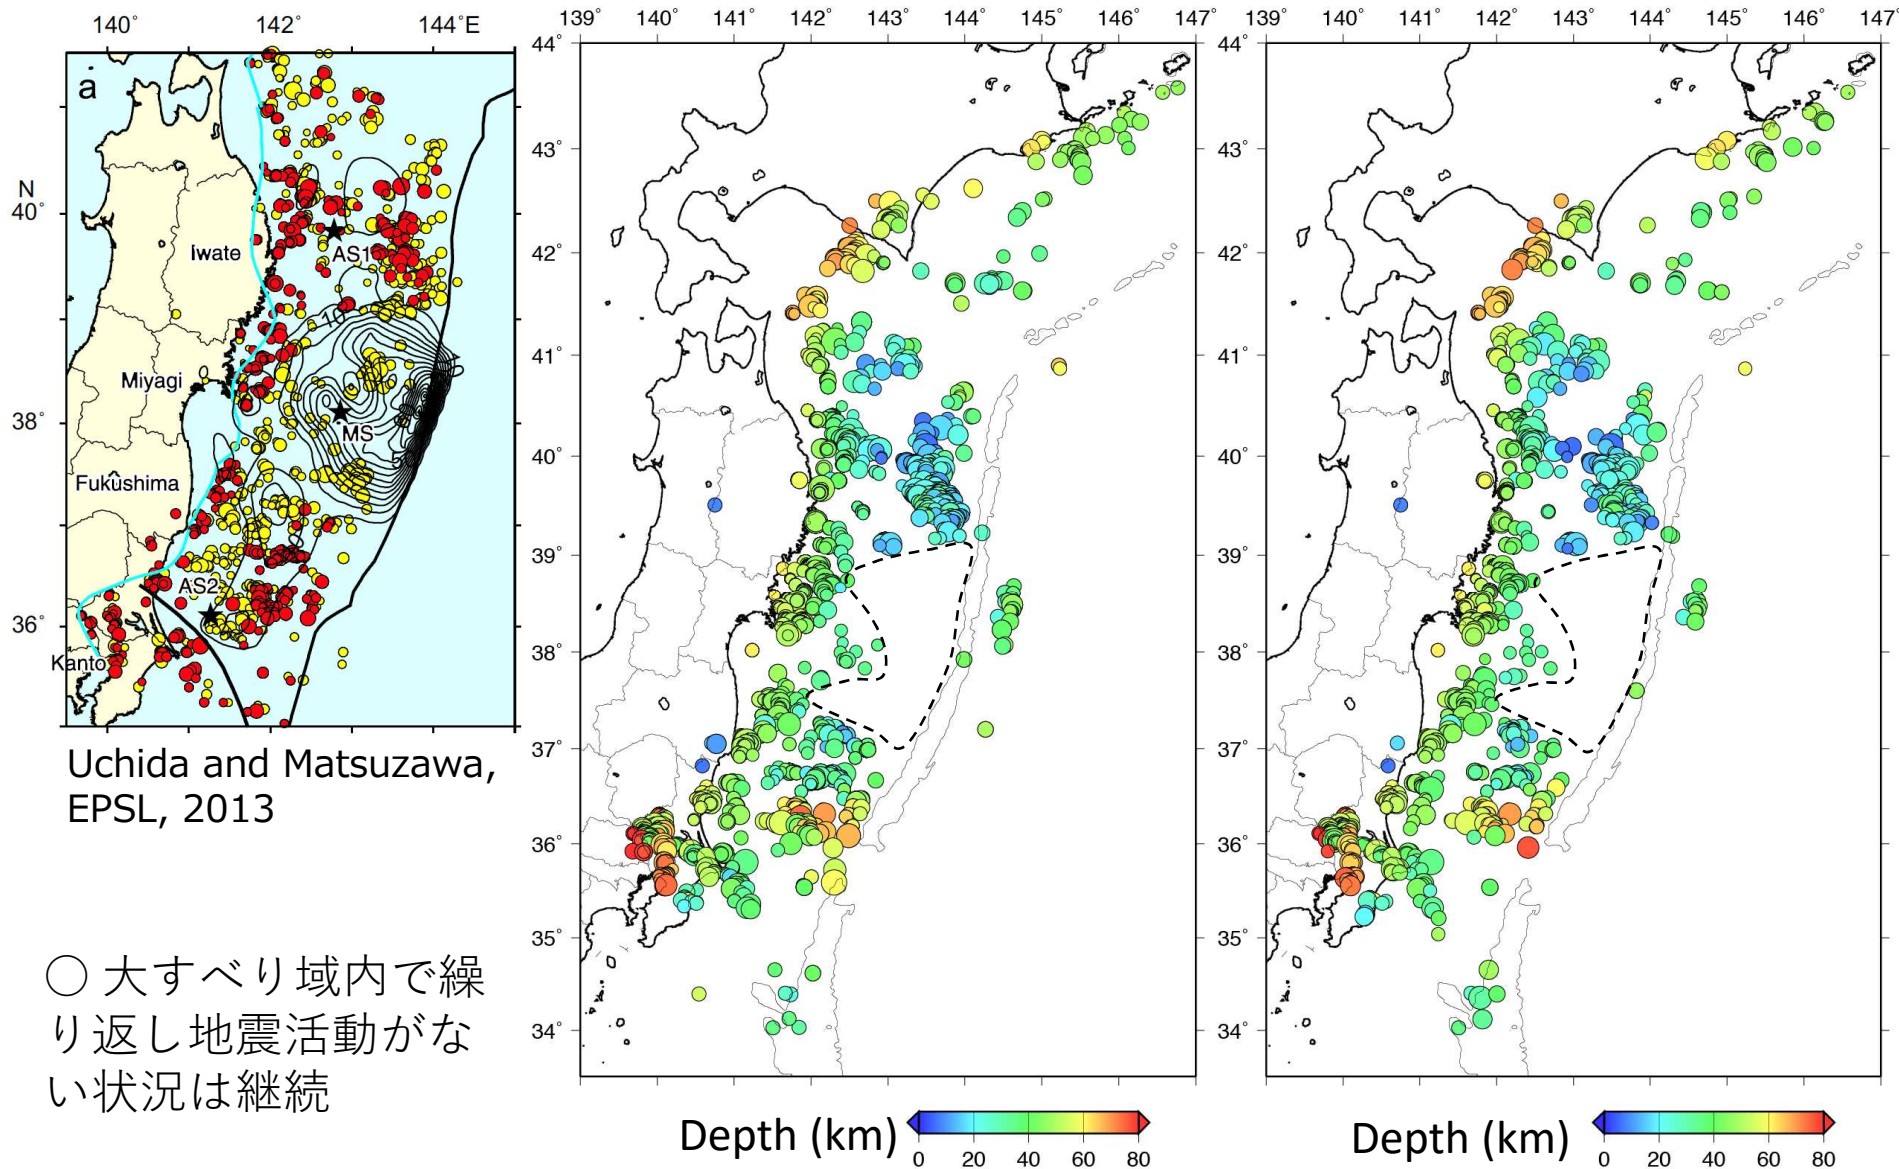 140˚ 142˚ 144˚E
a
N
40˚
38˚
36˚
Iwate
AS1
10
Miyagi
MS
5
Fukushima
AS2
Kanto
Uchida and Matsuzawa,
EPSL, 2013
○ 大すべり域内で繰
り返し地震活動がな
い状況は継続
139˚ 140˚ 141˚ 142˚ 143˚ 144˚ 145˚ 146˚ 147˚
44˚
43˚
42˚
41˚
40˚
39˚
38˚
37˚
36˚
35˚
34˚
Depth (km)
0 20 40 60 80
139˚ 140˚ 141˚ 142˚ 143˚ 144˚ 145˚ 146˚ 147˚
44˚
43˚
42˚
41˚
40˚
39˚
38˚
37˚
36˚
35˚
34˚
Depth (km)
0 20 40 60 80